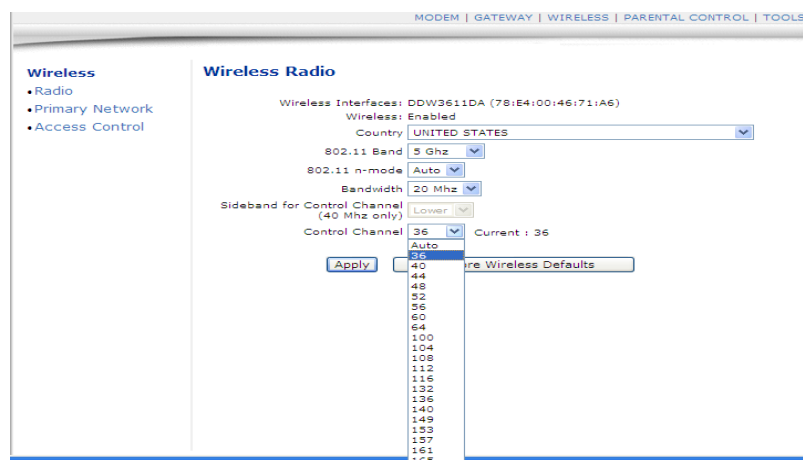 MODEM | GATEWAY | WIRELESS | PARENTAL CONTROL | TOOLS
Wireless
•Radio
•Primary Network
•Access Control
Wireless Radio
Wireless Interfaces: DDW3611DA (78:E4:00:46:71:A6)
Wireless: Enabled
Country UNITED STATES
802.11 Band 5 Ghz
802.11 n-mode Auto
Bandwidth 20 Mhz
Sideband for Control Channel
(40 Mhz only) Lower
Control Channel 36 Current : 36
Auto
36
40
44
48
52
56
60
64
100
104
108
112
116
132
136
140
149
153
157
161
165
Apply
re Wireless Defaults